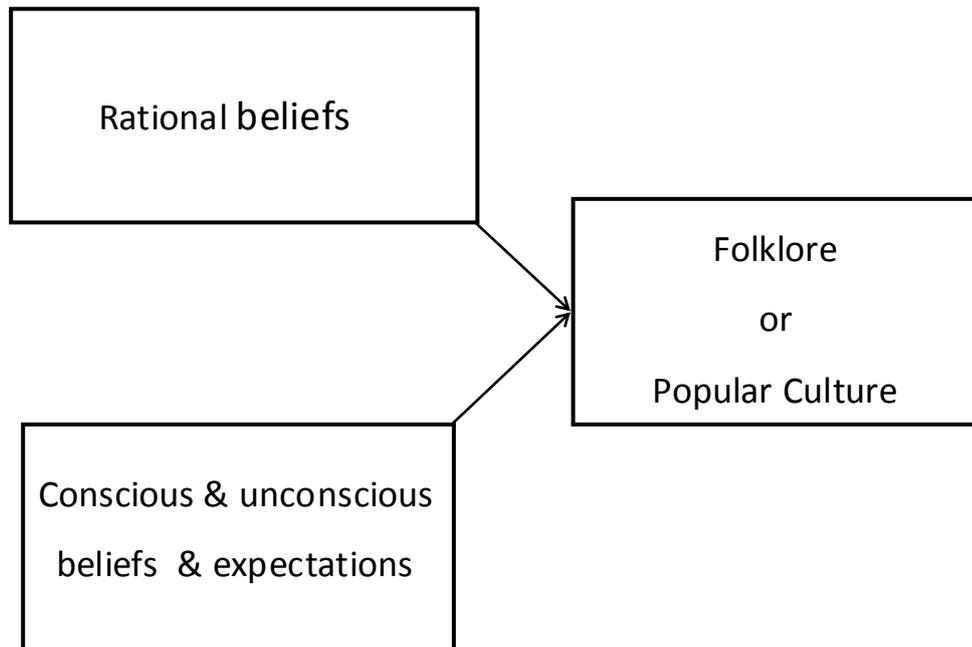 Rational beliefs
Folklore
or
Popular Culture
Conscious & unconscious
beliefs & expectations